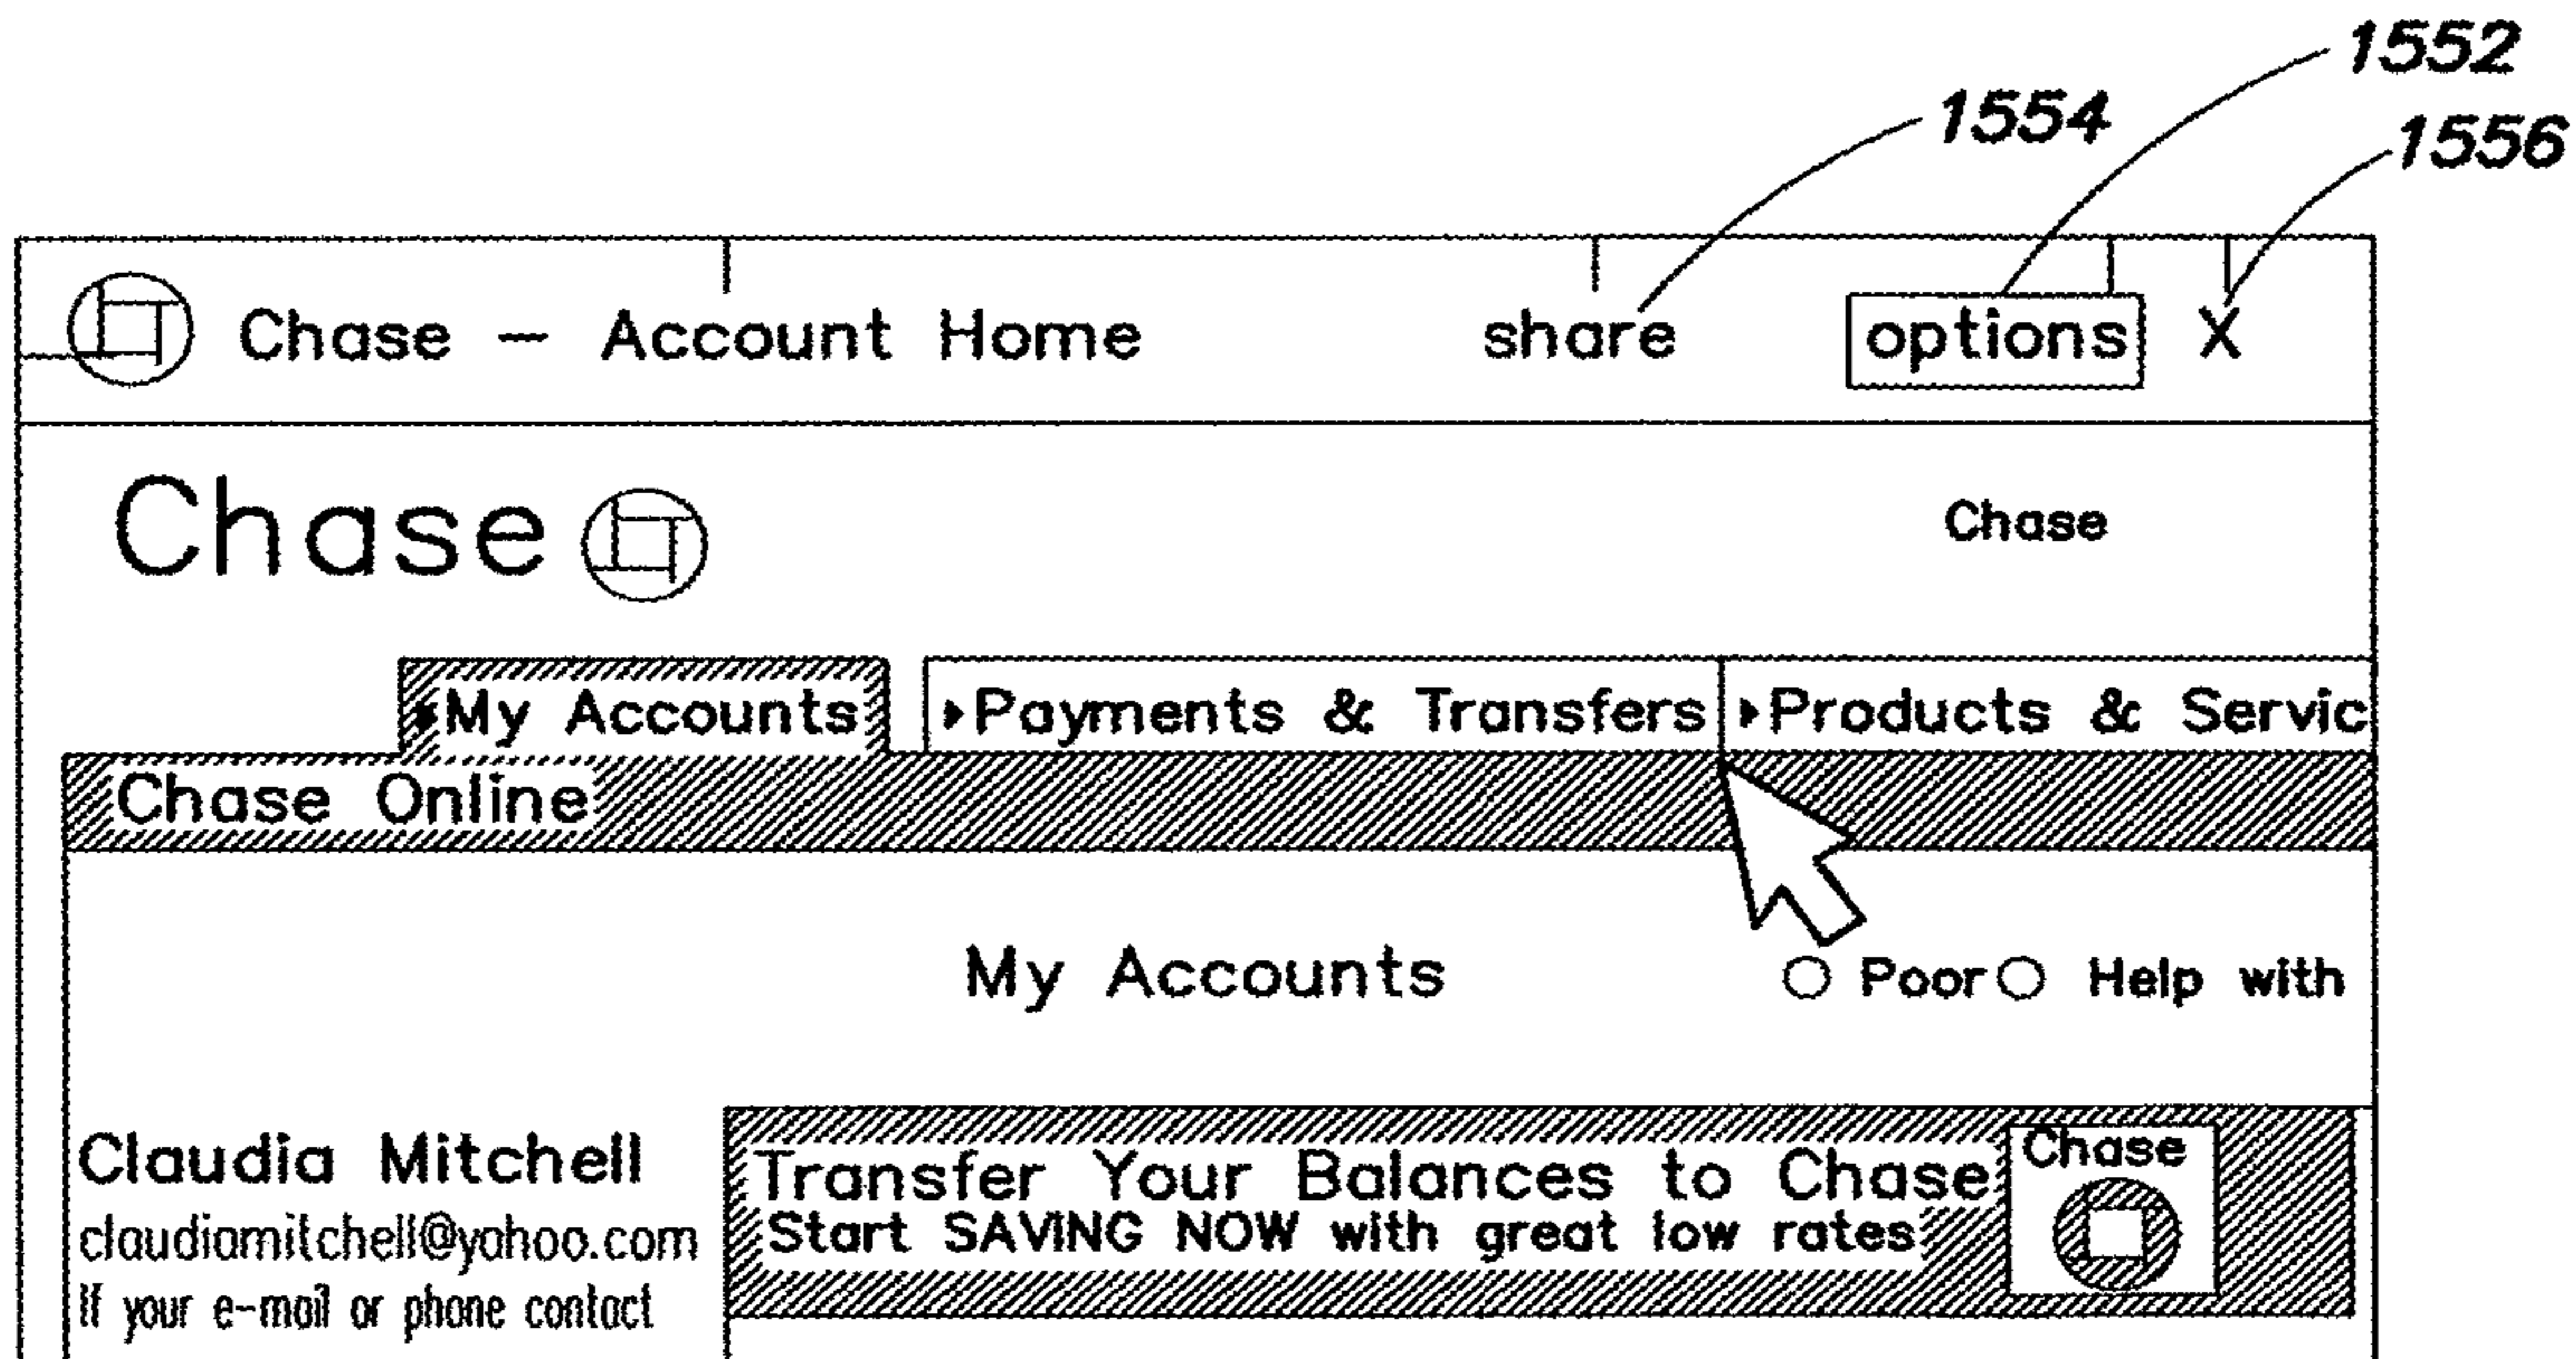 1552
1554
1556
Chase – Account Home share options X
Chase Chase
My Accounts Payments & Transfers Products & Servic
Chase Online
My Accounts Poor Help with
Claudia Mitchell
claudiamitchell@yahoo.com
If your e-mail or phone contact
Transfer Your Balances to Chase
Start SAVING NOW with great low rates
Chase